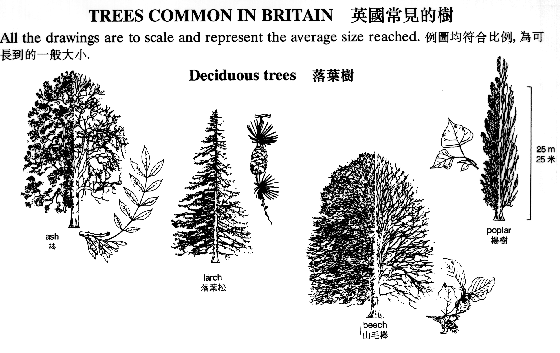 TREES COMMON IN BRITAIN 英國常見的樹
All the drawings are to scale and represent the average size reached. 例圖均符合比例, 為可
長到的一般大小.
Deciduous trees 落葉樹
25 m
25 米
ash
poplar
楊樹
larch
落葉松
beech
山毛櫸